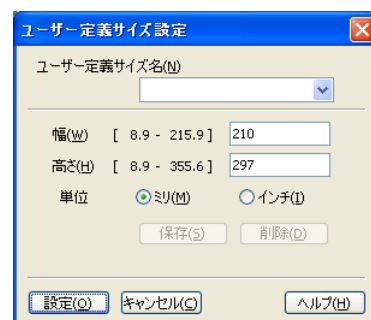 ユーザー定義サイズ設定
ユーザー定義サイズ名(N)
幅(W) [ 8.9 - 215.9] 210
高さ(H) [ 8.9 - 355.6] 297
単位 ミリ(M) インチ(I)
保存(S) 削除(D)
設定(O) キャンセル(C) ヘルプ(H)